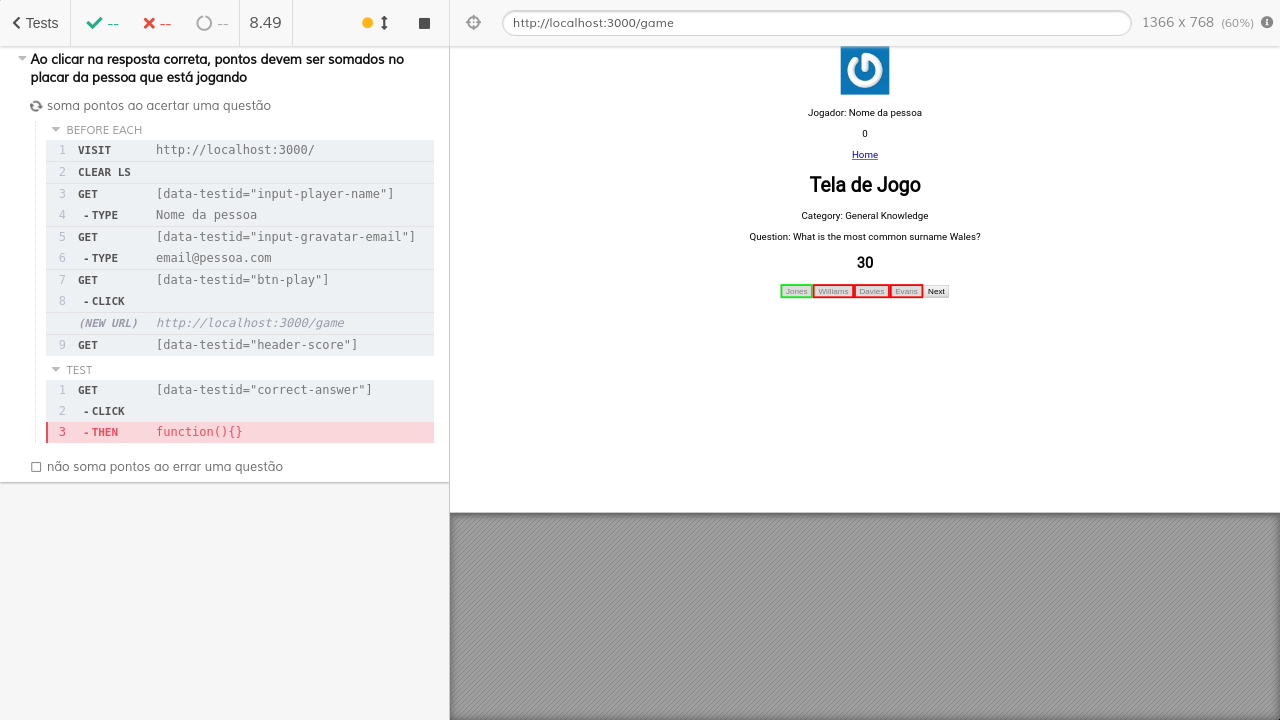 Tests -- -- -- 8.49
Ao clicar na resposta correta, pontos devem ser somados no
placar da pessoa que está jogando
soma pontos ao acertar uma questão
BEFORE EACH
1 VISIT http://localhost:3000/
2 CLEAR LS
3 GET [data-testid="input-player-name"]
4 -TYPE Nome da pessoa
5 GET [data-testid="input-gravatar-email"]
6 -TYPE email@pessoa.com
7 GET [data-testid="btn-play"]
8 -CLICK
(NEW URL) http://localhost:3000/game
9 GET [data-testid="header-score"]
TEST
1 GET [data-testid="correct-answer"]
2 -CLICK
3 -THEN function(){}
não soma pontos ao errar uma questão
http://localhost:3000/game 1366 x 768 (60%)
Jogador: Nome da pessoa
0
Home
Tela de Jogo
Category: General Knowledge
Question: What is the most common surname Wales?
30
Jones Williams Davies Evans Next